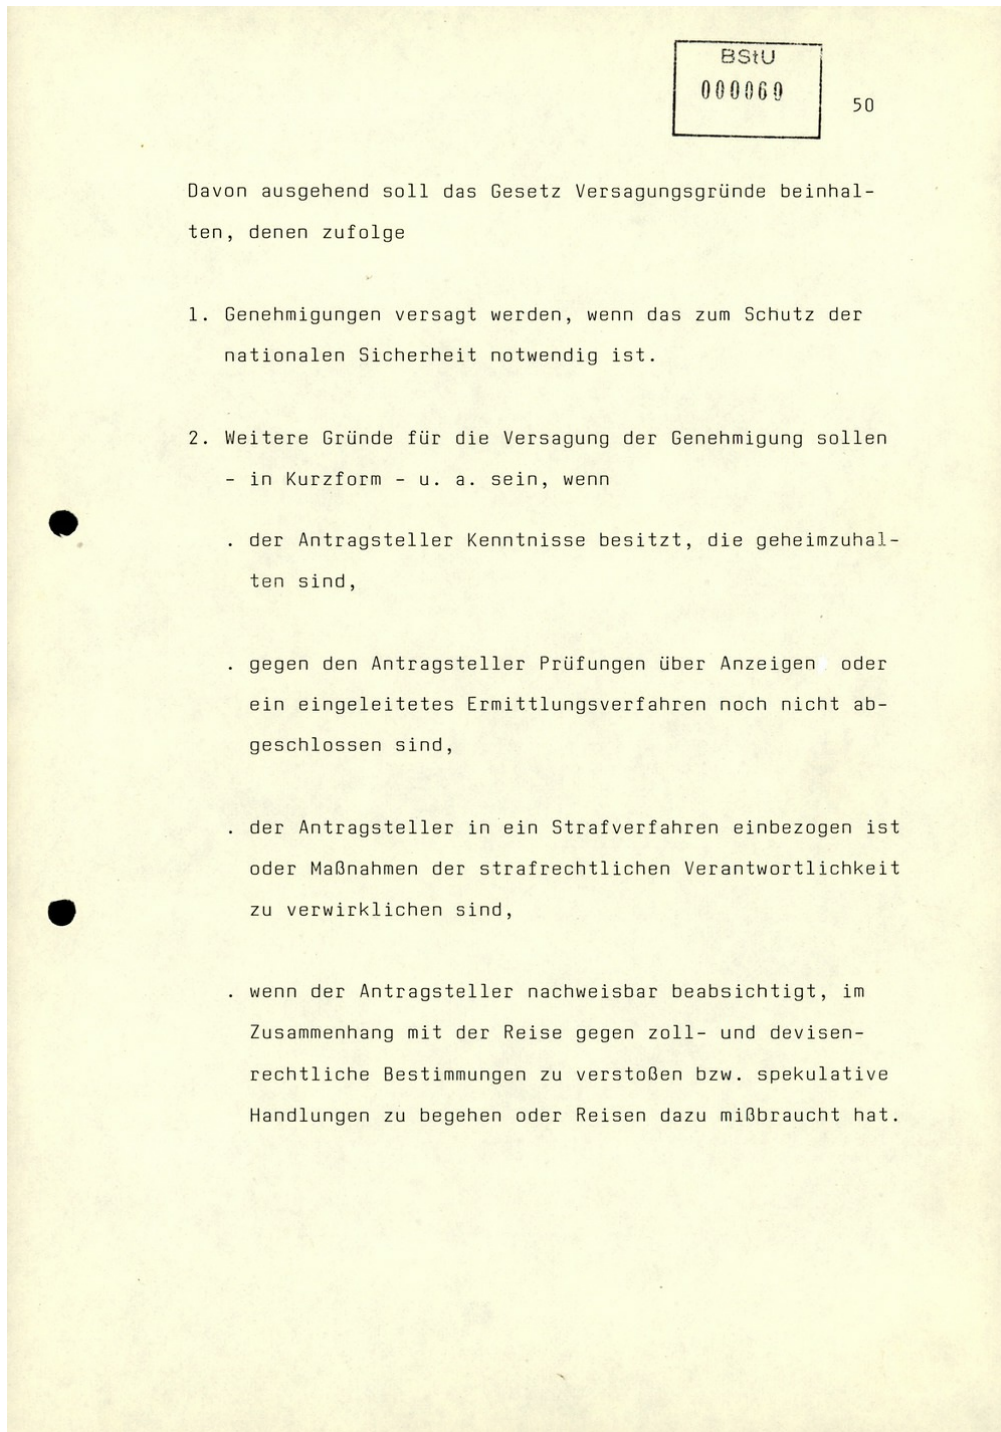 BStU
000060
50
Davon ausgehend soll das Gesetz Versagungsgründe beinhal-
ten, denen zufolge
1. Genehmigungen versagt werden, wenn das zum Schutz der
nationalen Sicherheit notwendig ist.
2. Weitere Gründe für die Versagung der Genehmigung sollen
- in Kurzform - u. a. sein, wenn
. der Antragsteller Kenntnisse besitzt, die geheimzuhal-
ten sind,
. gegen den Antragsteller Prüfungen über Anzeigen oder
ein eingeleitetes Ermittlungsverfahren noch nicht ab-
geschlossen sind,
. der Antragsteller in ein Strafverfahren einbezogen ist
oder Maßnahmen der strafrechtlichen Verantwortlichkeit
zu verwirklichen sind,
. wenn der Antragsteller nachweisbar beabsichtigt, im
Zusammenhang mit der Reise gegen zoll- und devisen-
rechtliche Bestimmungen zu verstoßen bzw. spekulative
Handlungen zu begehen oder Reisen dazu mißbraucht hat.